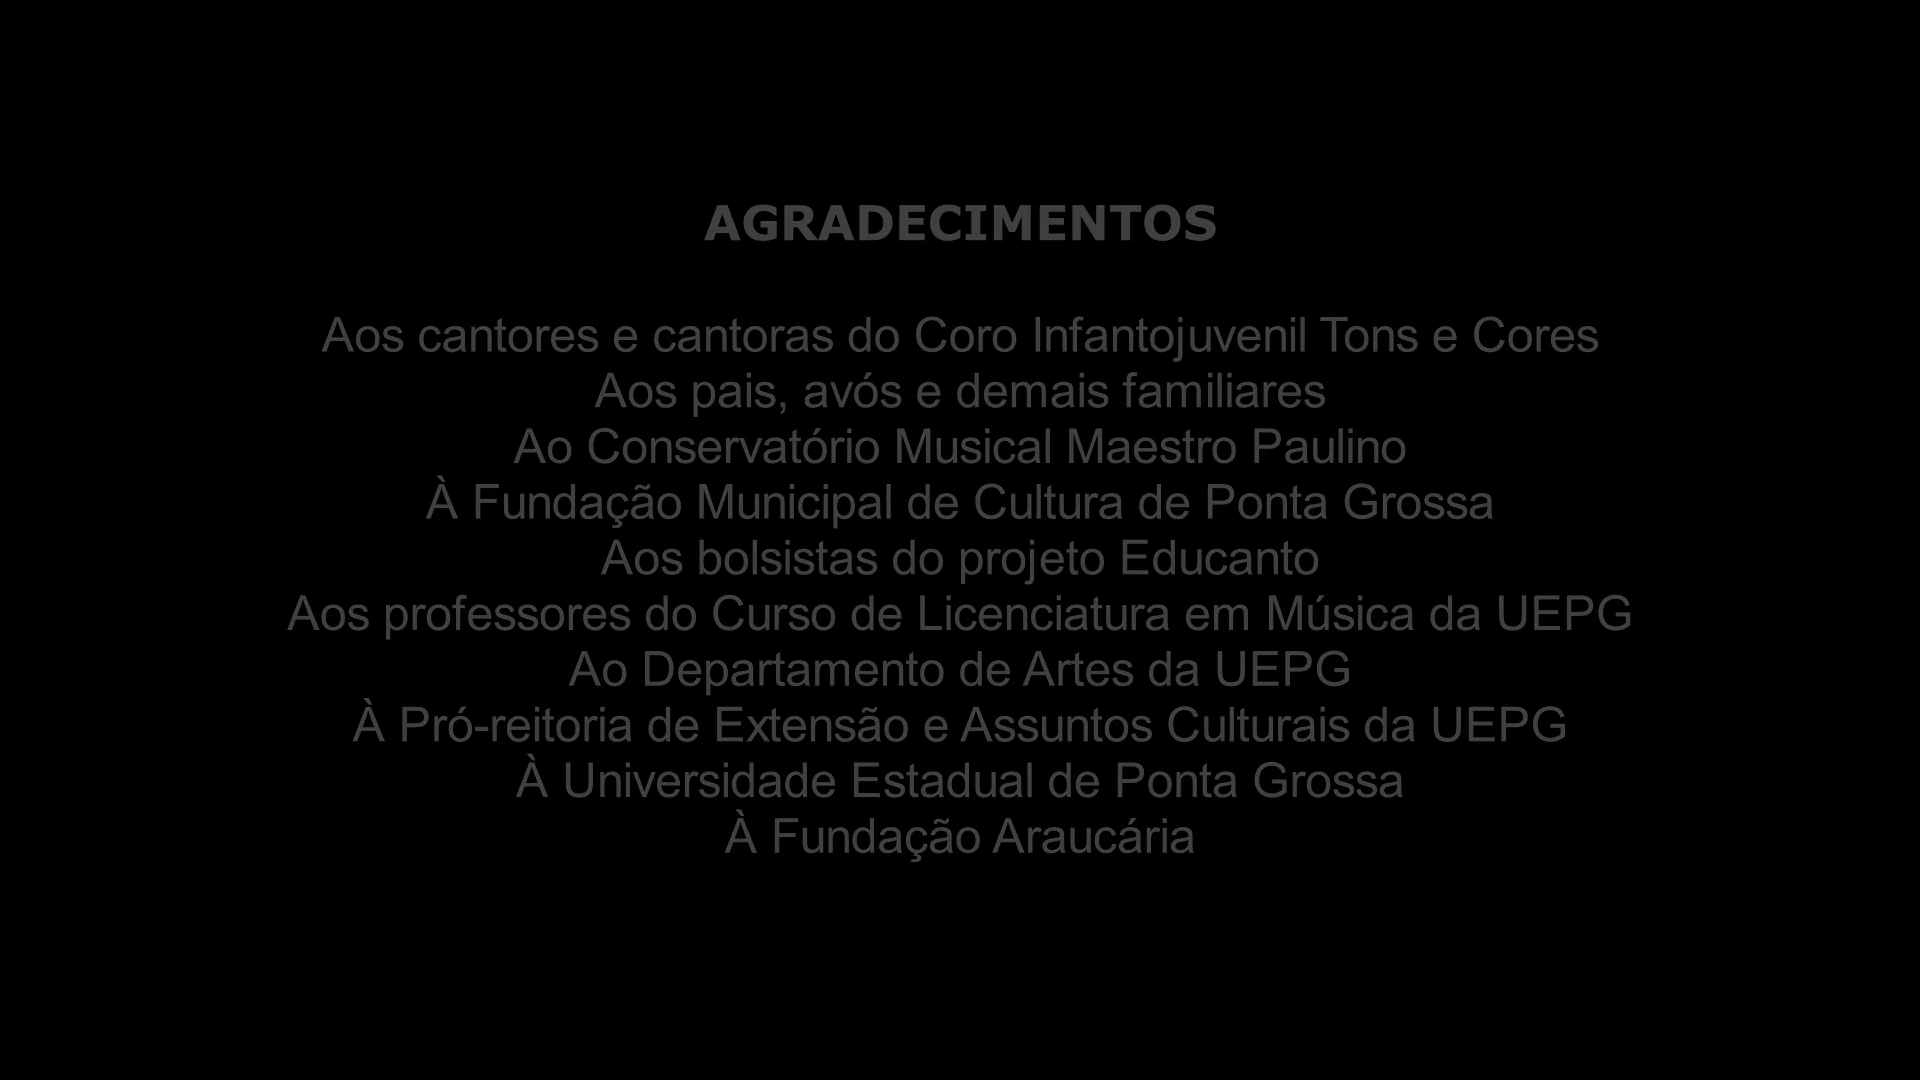 AGRADECIMENTOS
Aos cantores e cantoras do Coro Infantojuvenil Tons e Cores
Aos pais, avós e demais familiares
Ao Conservatório Musical Maestro Paulino
À Fundação Municipal de Cultura de Ponta Grossa
Aos bolsistas do projeto Educanto
Aos professores do Curso de Licenciatura em Música da UEPG
Ao Departamento de Artes da UEPG
À Pró-reitoria de Extensão e Assuntos Culturais da UEPG
À Universidade Estadual de Ponta Grossa
À Fundação Araucária